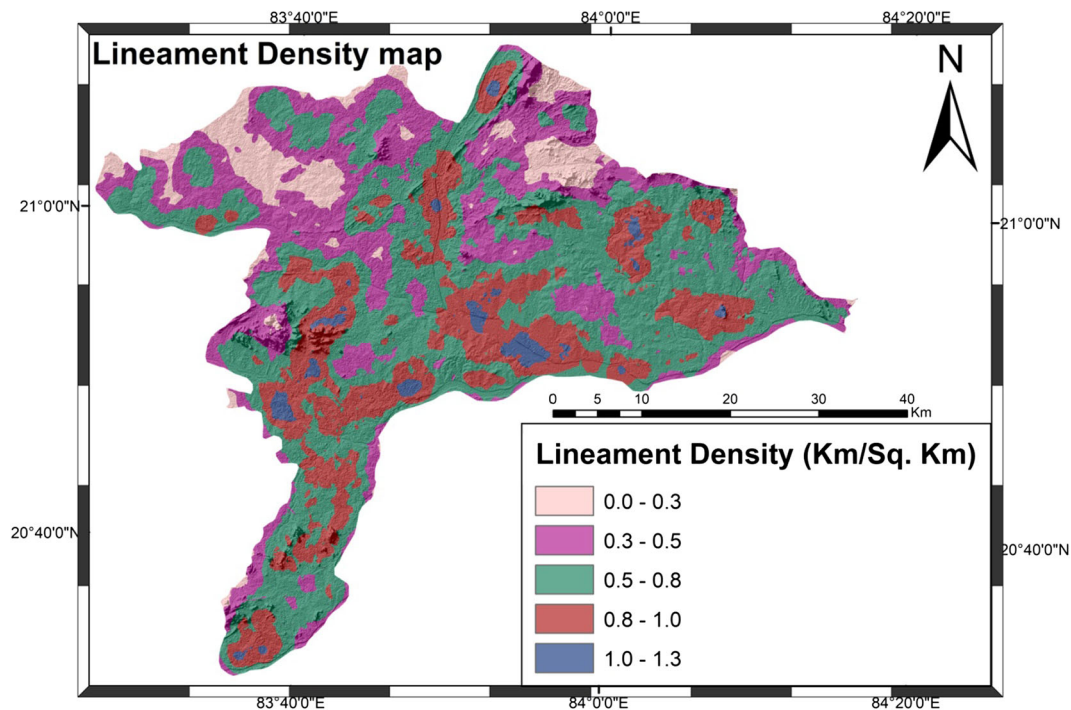 83°40'0"E 84°0'0"E 84°20'0"E
Lineament Density map
N
21°0'0"N
21°0'0"N
0 5 10 20 30 40
Km
Lineament Density (Km/Sq. Km)
0.0 - 0.3
0.3 - 0.5
0.5 - 0.8
0.8 - 1.0
1.0 - 1.3
20°40'0"N
20°40'0"N
83°40'0"E 84°0'0"E 84°20'0"E